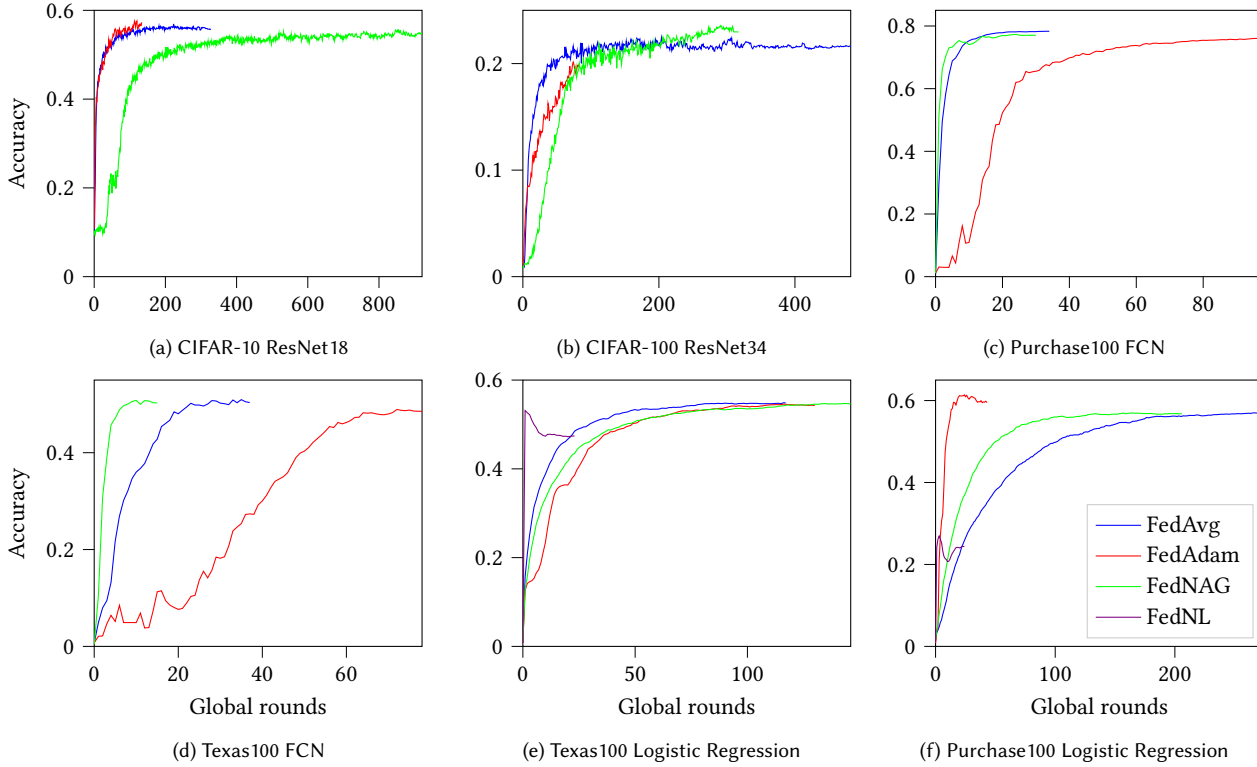 0.6
0.4
0.2
0
Accuracy
0 200 400 600 800
(a) CIFAR-10 ResNet18
0.2
0.1
0
0 200 400
(b) CIFAR-100 ResNet34
0.8
0.6
0.4
0.2
0
0 20 40 60 80
(c) Purchase100 FCN
0.4
0.2
0
Accuracy
0 20 40 60
Global rounds
(d) Texas100 FCN
0.6
0.4
0.2
0
0 50 100
Global rounds
(e) Texas100 Logistic Regression
0.6
0.4
0.2
0
FedAvg
FedAdam
FedNAG
FedNL
0 100 200
Global rounds
(f) Purchase100 Logistic Regression